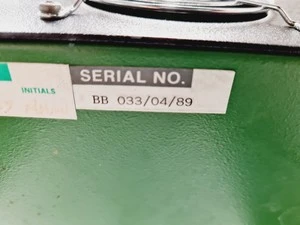 SERIAL NO.
INITIALS
BB 033/04/89